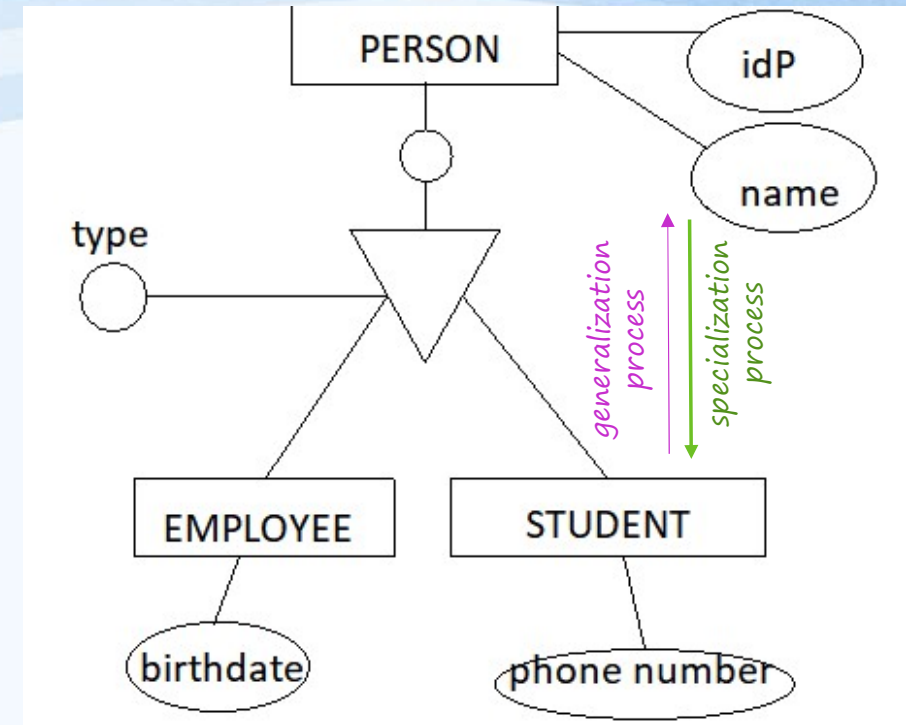 PERSON
idP
name
type
generalization
process
specialization
process
EMPLOYEE
STUDENT
birthdate
phone number